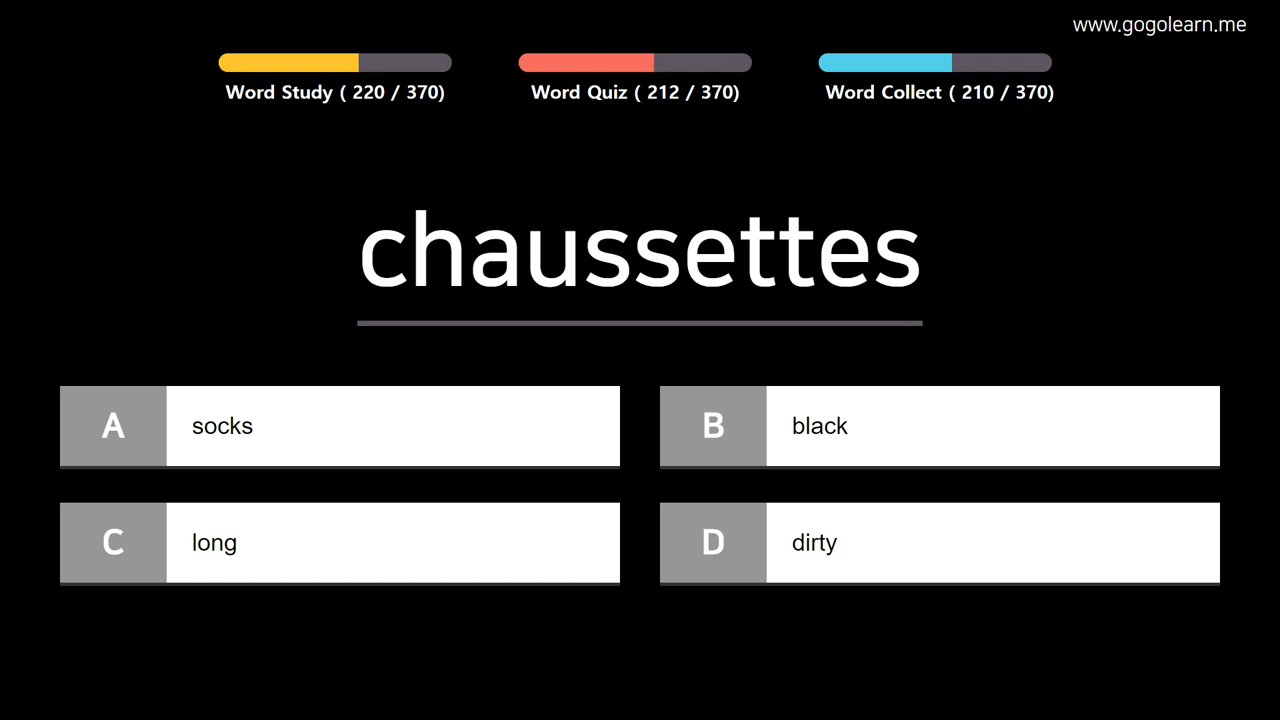 www.gogolearn.me
Word Study ( 220 / 370)
Word Quiz ( 212 / 370)
Word Collect ( 210 / 370)
chaussettes
A socks
B black
C long
D dirty